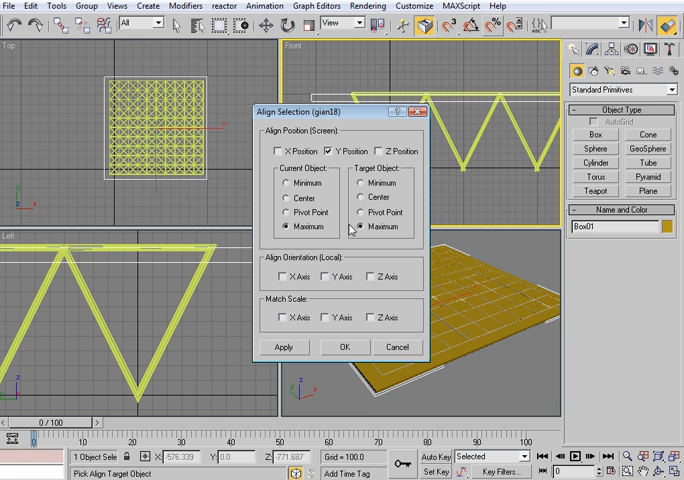 File Edit Tools Group Views Create Modifiers reactor Animation Graph Editors Rendering Customize MAXScript Help
All View
Top
Front
Left
Align Selection (gian18)
Align Position (Screen):
X Position Y Position Z Position
Current Object: Target Object:
Minimum Minimum
Center Center
Pivot Point Pivot Point
Maximum Maximum
Align Orientation (Local):
X Axis Y Axis Z Axis
Match Scale:
X Axis Y Axis Z Axis
Apply OK Cancel
Standard Primitives
Object Type
AutoGrid
Box Cone
Sphere GeoSphere
Cylinder Tube
Torus Pyramid
Teapot Plane
Name and Color
Box01
0 / 100
0 10 20 30 40 50 60 70 80 90 100
1 Object Sele X: -576.339 Y: 0.0 Z: -771.687 Grid = 100.0 Auto Key Selected
Pick Align Target Object Add Time Tag Set Key Key Filters... 0